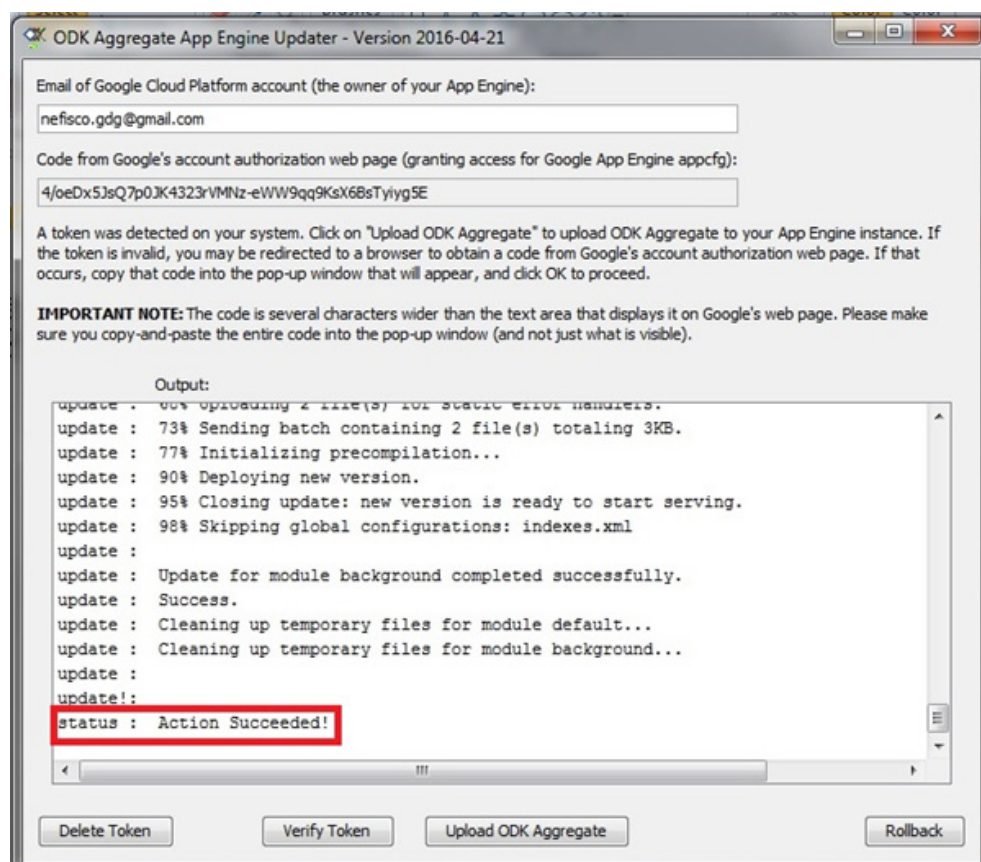 ODK Aggregate App Engine Updater - Version 2016-04-21
Email of Google Cloud Platform account (the owner of your App Engine):
nefisco.gdg@gmail.com
Code from Google's account authorization web page (granting access for Google App Engine appcfg):
4/oeDx5JsQ7p0JK4323rVMNz-eWW9qq9KsX6BsTyiyg5E
A token was detected on your system. Click on "Upload ODK Aggregate" to upload ODK Aggregate to your App Engine instance. If
the token is invalid, you may be redirected to a browser to obtain a code from Google's account authorization web page. If that
occurs, copy that code into the pop-up window that will appear, and click OK to proceed.
IMPORTANT NOTE: The code is several characters wider than the text area that displays it on Google's web page. Please make
sure you copy-and-paste the entire code into the pop-up window (and not just what is visible).
Output:
update : Uploading 2 file(s) for static error handlers.
update : 73% Sending batch containing 2 file(s) totaling 3KB.
update : 77% Initializing precompilation...
update : 90% Deploying new version.
update : 95% Closing update: new version is ready to start serving.
update : 98% Skipping global configurations: indexes.xml
update :
update : Update for module background completed successfully.
update : Success.
update : Cleaning up temporary files for module default...
update : Cleaning up temporary files for module background...
update :
update!:
status : Action Succeeded!
Delete Token Verify Token Upload ODK Aggregate Rollback